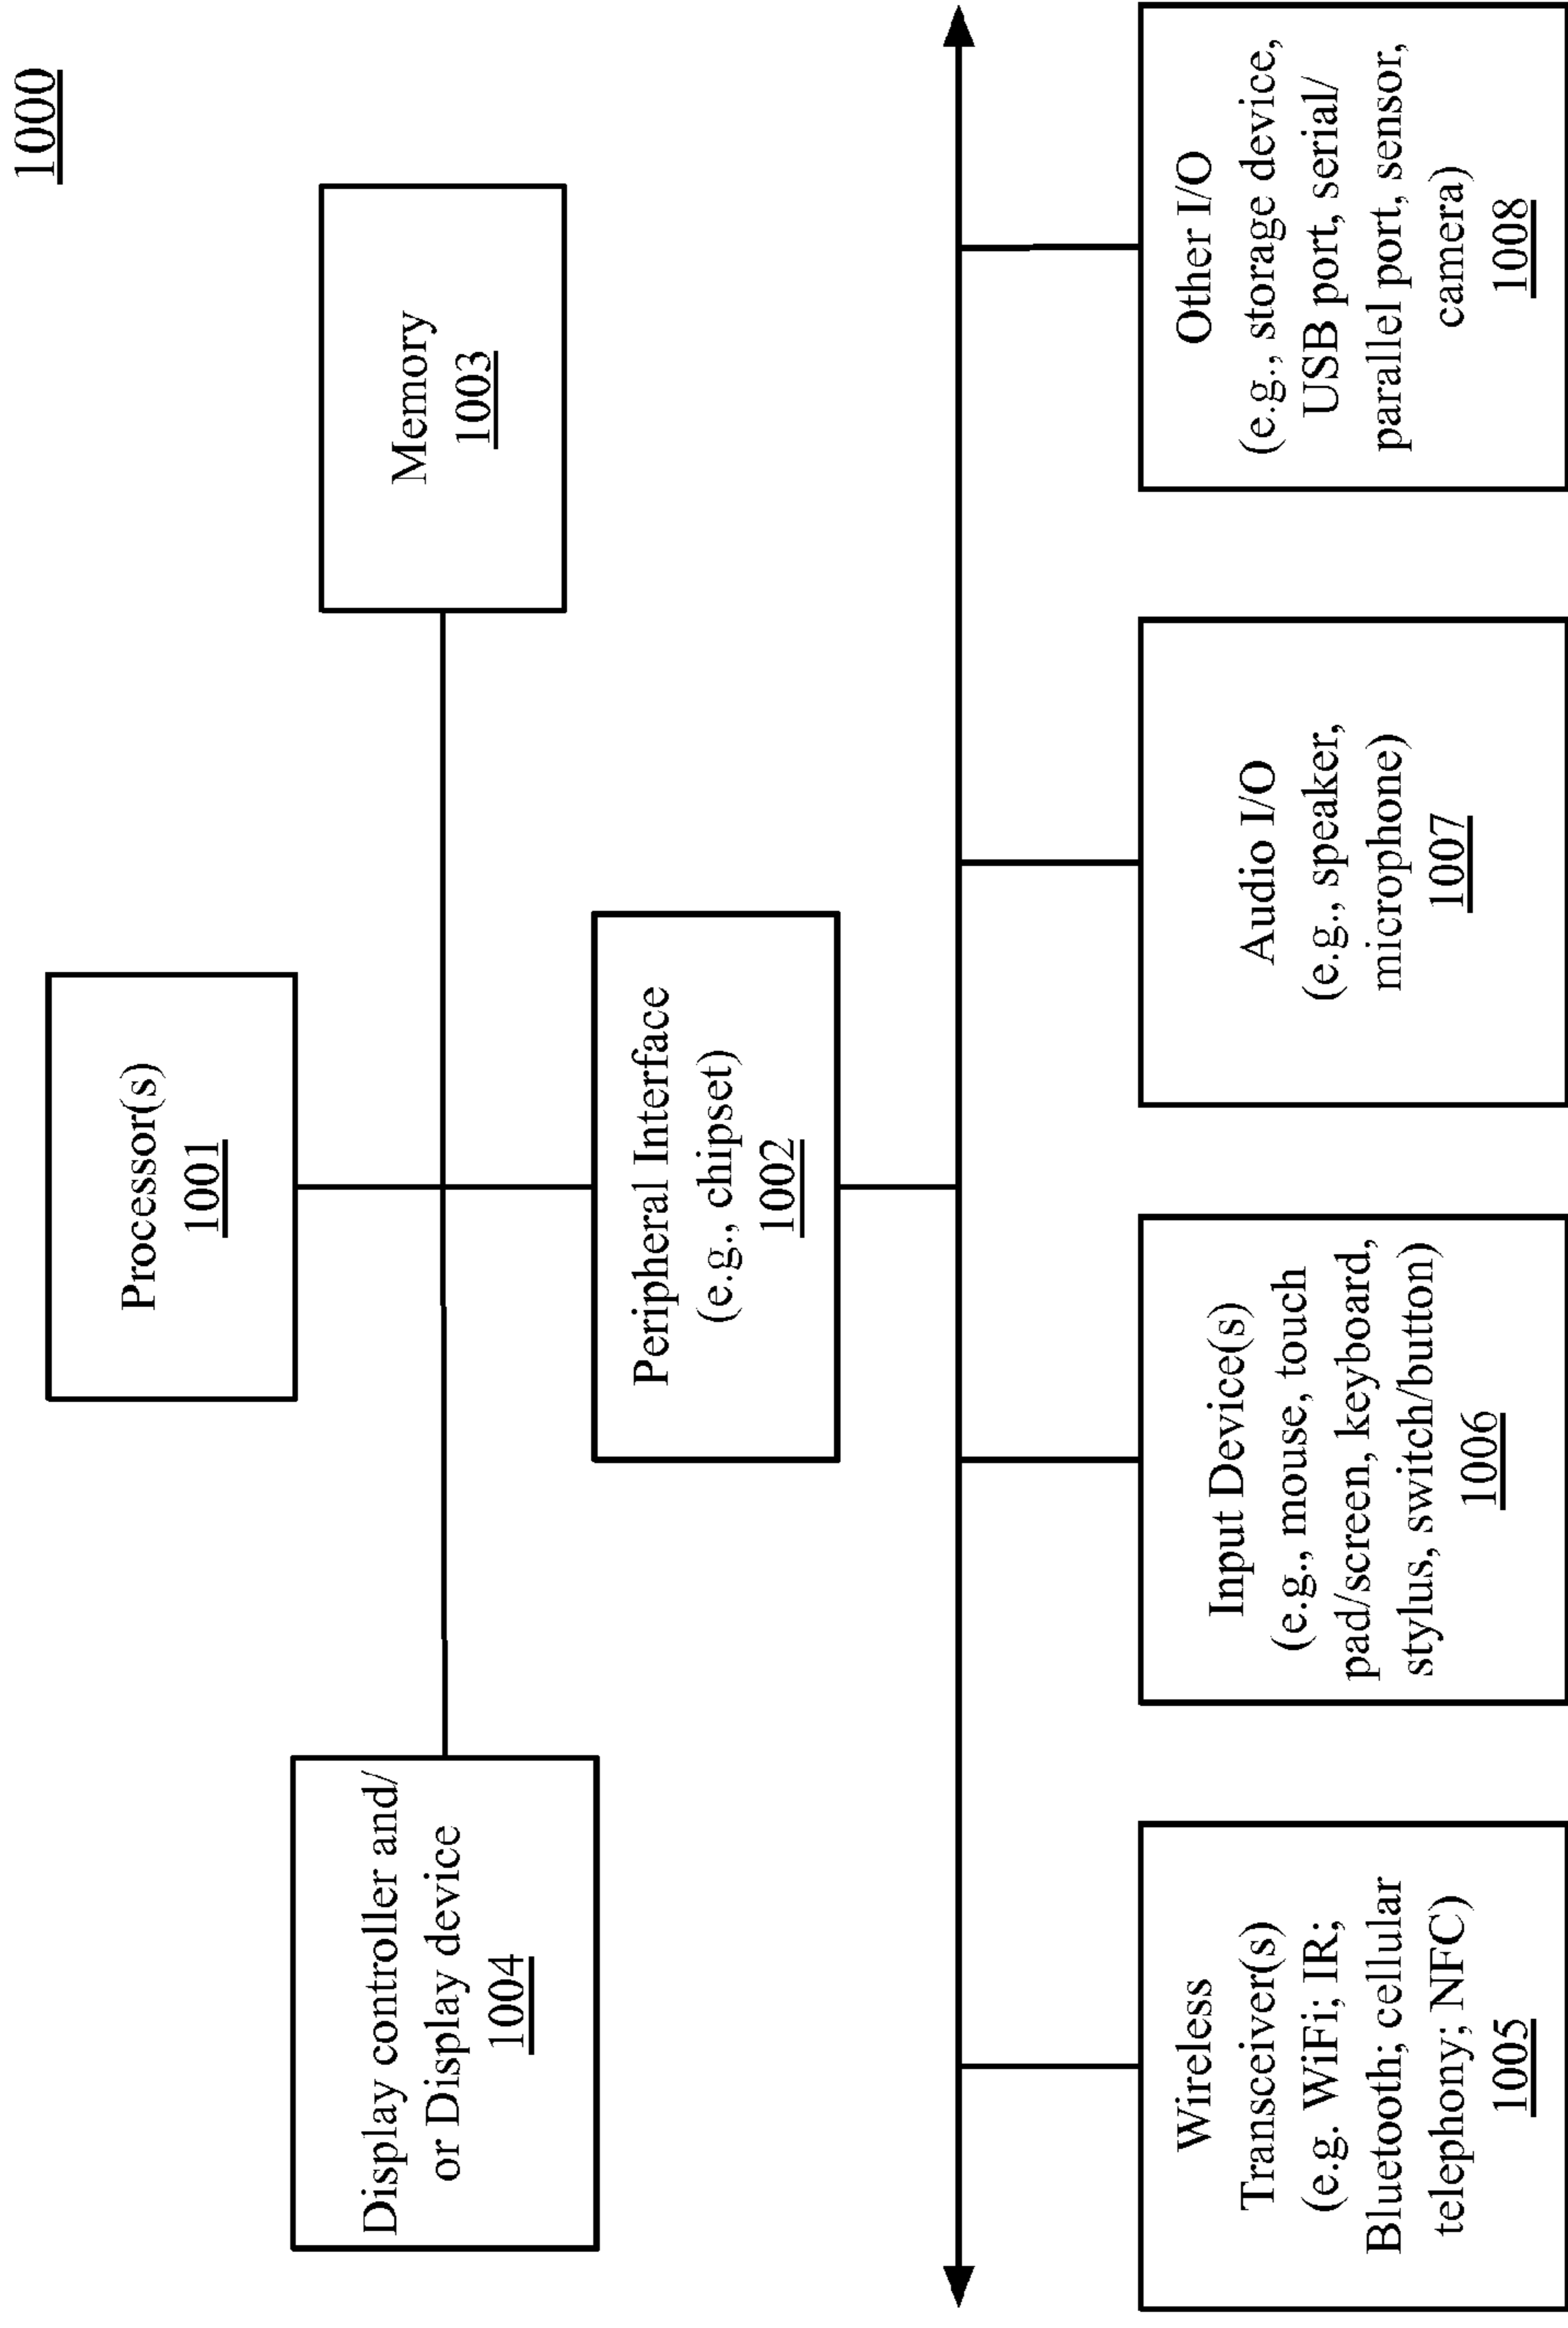 1000
Processor(s)
1001
Display controller and/
or Display device
1004
Memory
1003
Peripheral Interface
(e.g., chipset)
1002
Wireless
Transceiver(s)
(e.g. WiFi; IR;
Bluetooth; cellular
telephony; NFC)
1005
Input Device(s)
(e.g., mouse, touch
pad/screen, keyboard,
stylus, switch/button)
1006
Audio I/O
(e.g., speaker,
microphone)
1007
Other I/O
(e.g., storage device,
USB port, serial/
parallel port, sensor,
camera)
1008